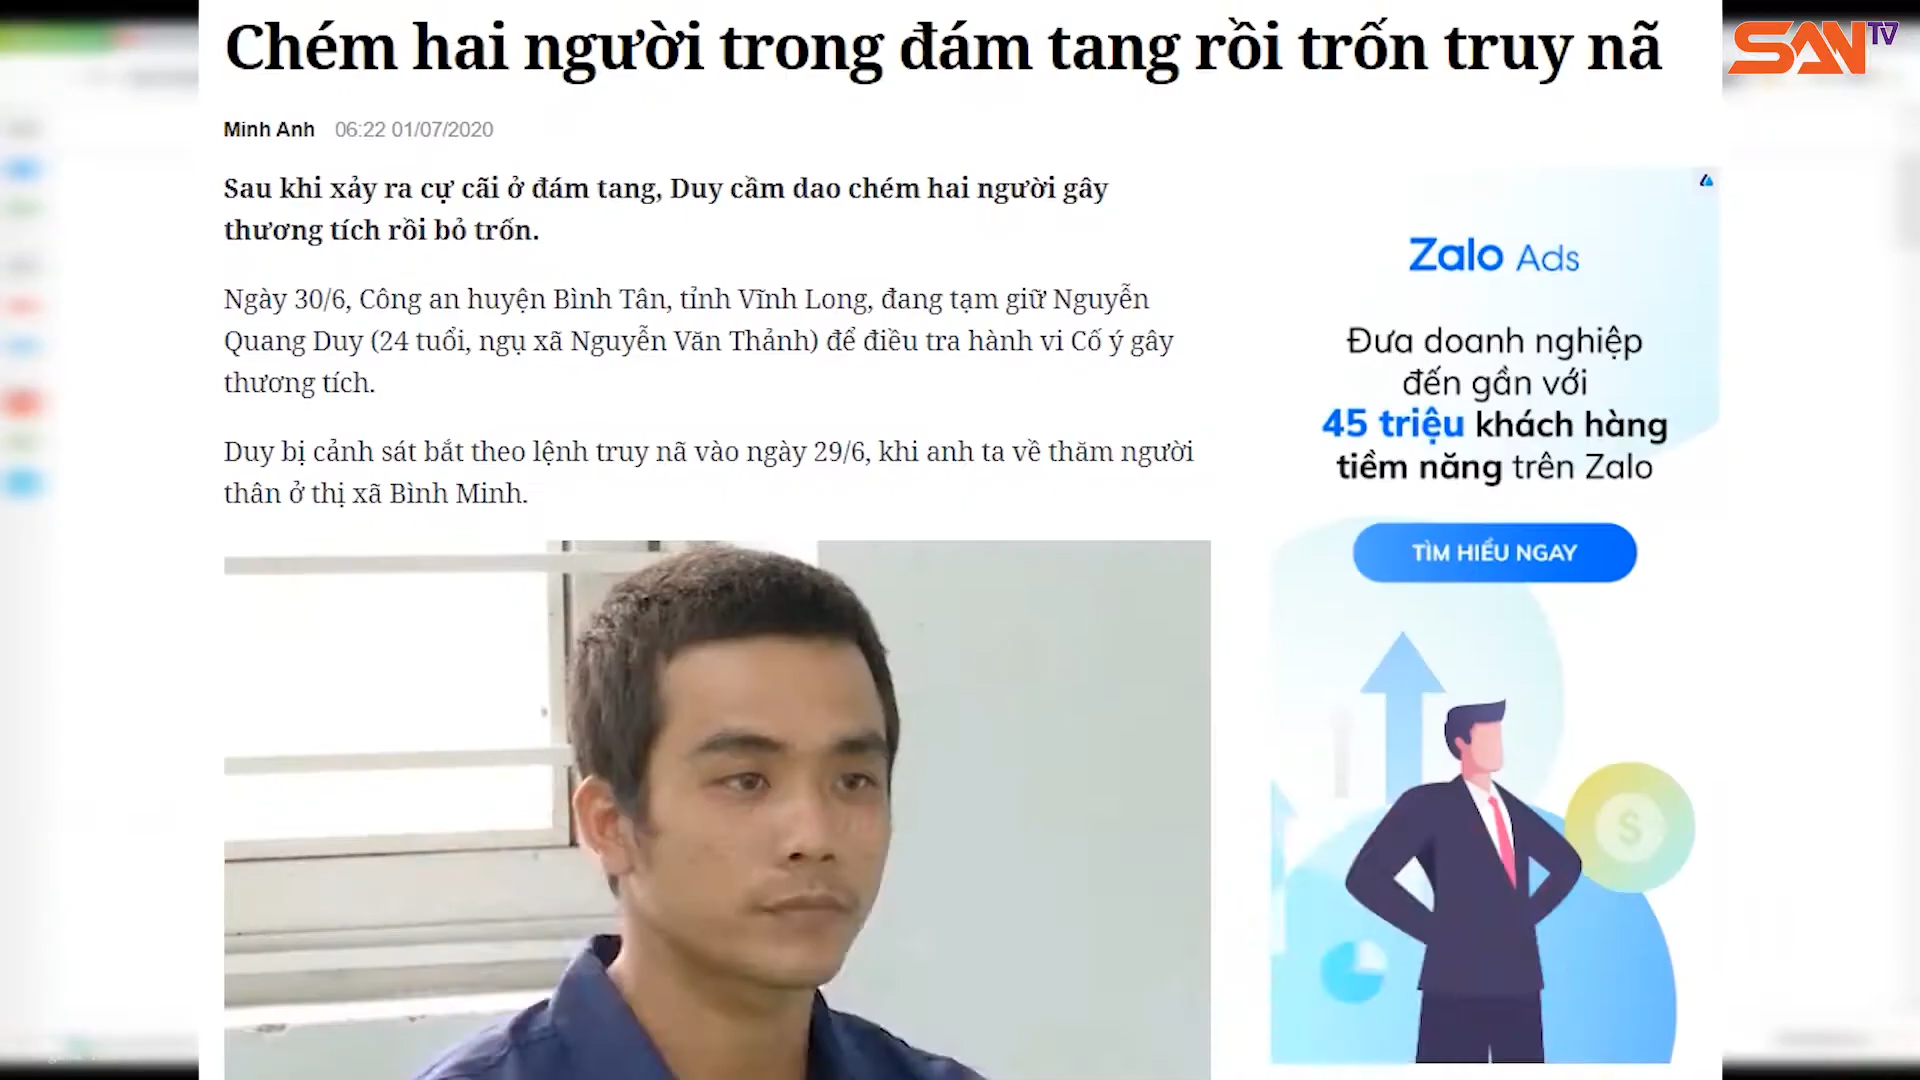 Chém hai người trong đám tang rồi trốn truy nã
SAN TV
Minh Anh 06:22 01/07/2020
Sau khi xảy ra cự cãi ở đám tang, Duy cầm dao chém hai người gây
thương tích rồi bỏ trốn.
Ngày 30/6, Công an huyện Bình Tân, tỉnh Vĩnh Long, đang tạm giữ Nguyễn
Quang Duy (24 tuổi, ngụ xã Nguyễn Văn Thảnh) để điều tra hành vi Cố ý gây
thương tích.
Duy bị cảnh sát bắt theo lệnh truy nã vào ngày 29/6, khi anh ta về thăm người
thân ở thị xã Bình Minh.
Zalo Ads
Đưa doanh nghiệp
đến gần với
45 triệu khách hàng
tiềm năng trên Zalo
TÌM HIỂU NGAY
$